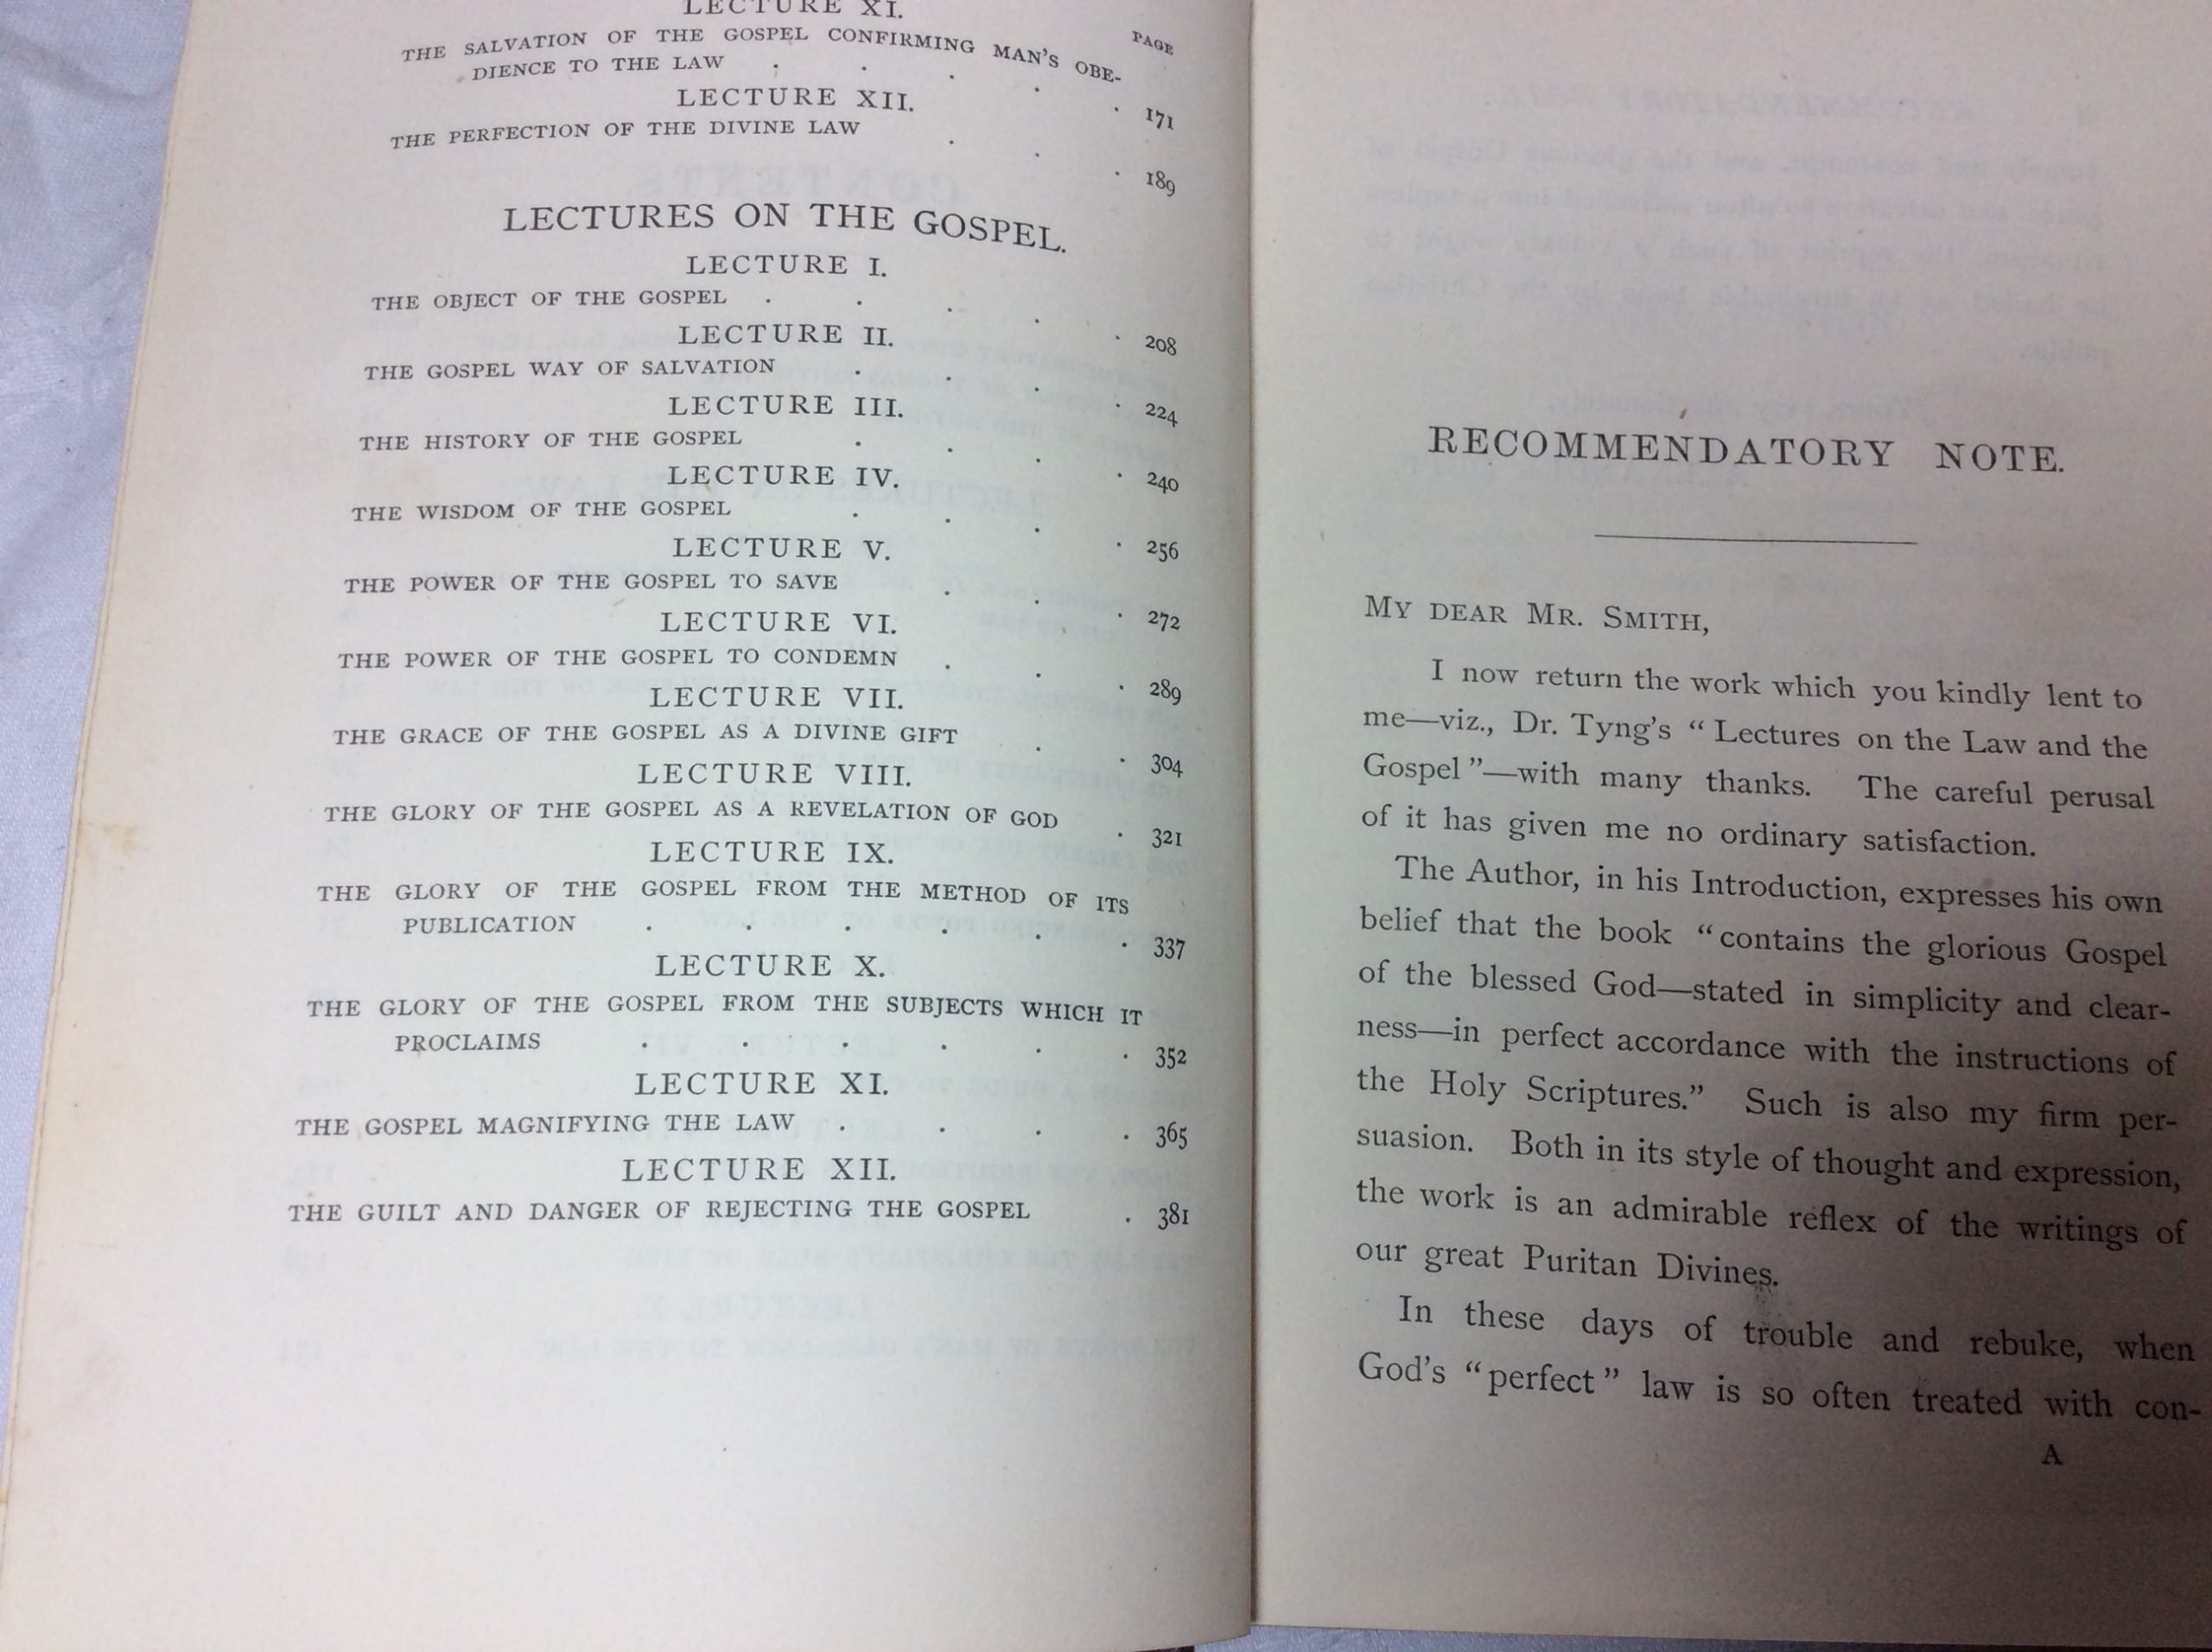 LECTURE XI.
PAGE
THE SALVATION OF THE GOSPEL CONFIRMING MAN'S OBE-
DIENCE TO THE LAW . . . . . 171
LECTURE XII.
THE PERFECTION OF THE DIVINE LAW . . . 189
LECTURES ON THE GOSPEL.
LECTURE I.
THE OBJECT OF THE GOSPEL . . . . . 208
LECTURE II.
THE GOSPEL WAY OF SALVATION . . . . 224
LECTURE III.
THE HISTORY OF THE GOSPEL . . . . 240
LECTURE IV.
THE WISDOM OF THE GOSPEL . . . . 256
LECTURE V.
THE POWER OF THE GOSPEL TO SAVE . . . 272
LECTURE VI.
THE POWER OF THE GOSPEL TO CONDEMN . . . 289
LECTURE VII.
THE GRACE OF THE GOSPEL AS A DIVINE GIFT . . 304
LECTURE VIII.
THE GLORY OF THE GOSPEL AS A REVELATION OF GOD . 321
LECTURE IX.
THE GLORY OF THE GOSPEL FROM THE METHOD OF ITS
PUBLICATION . . . . . . 337
LECTURE X.
THE GLORY OF THE GOSPEL FROM THE SUBJECTS WHICH IT
PROCLAIMS . . . . . . 352
LECTURE XI.
THE GOSPEL MAGNIFYING THE LAW . . . . 365
LECTURE XII.
THE GUILT AND DANGER OF REJECTING THE GOSPEL . 381
RECOMMENDATORY NOTE.
MY DEAR MR. SMITH,
I now return the work which you kindly lent to
me—viz., Dr. Tyng's “Lectures on the Law and the
Gospel”—with many thanks. The careful perusal
of it has given me no ordinary satisfaction.
The Author, in his Introduction, expresses his own
belief that the book “contains the glorious Gospel
of the blessed God—stated in simplicity and clear-
ness—in perfect accordance with the instructions of
the Holy Scriptures.” Such is also my firm per-
suasion. Both in its style of thought and expression,
the work is an admirable reflex of the writings of
our great Puritan Divines.
In these days of trouble and rebuke, when
God's “perfect” law is so often treated with con-
A